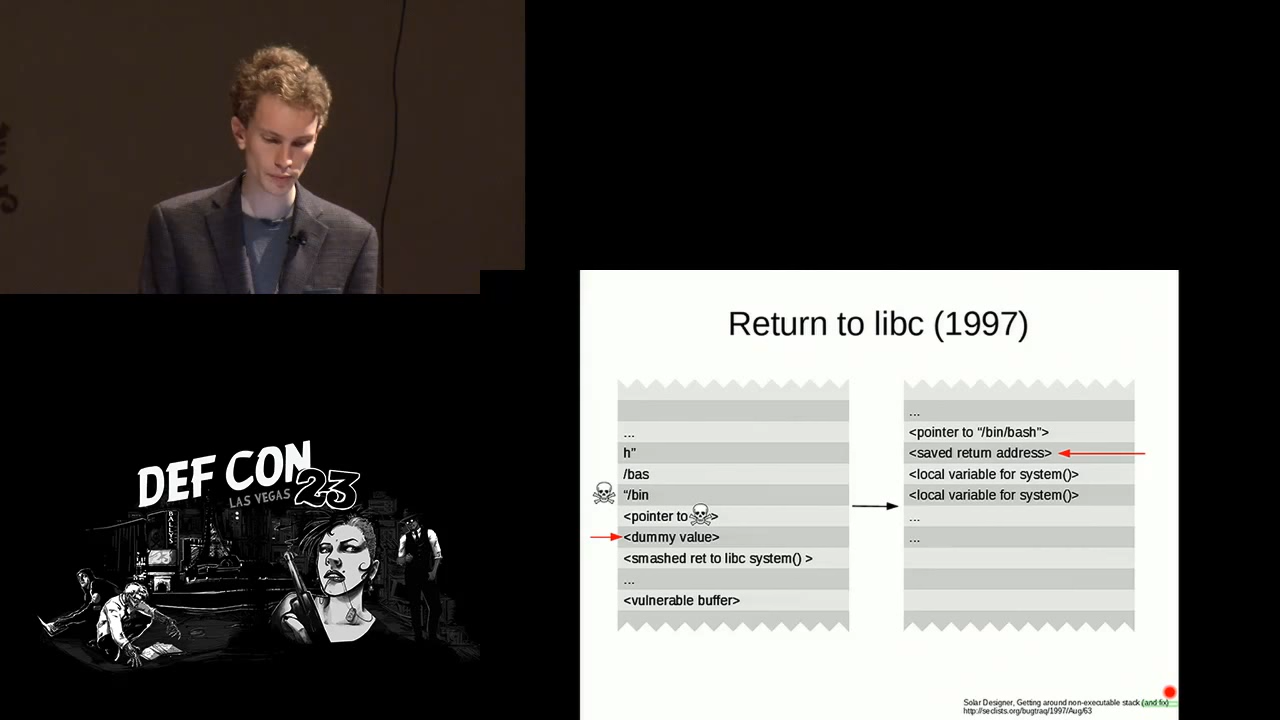 Return to libc (1997)
...
h”
/bas
“/bin
<pointer to >
<dummy value>
<smashed ret to libc system() >
...
<vulnerable buffer>
...
<pointer to “/bin/bash”>
<saved return address>
<local variable for system()>
<local variable for system()>
...
...
DEF CON
LAS VEGAS 23
BALLYS
Solar Designer, Getting around non-executable stack (and fix)
http://seclists.org/bugtraq/1997/Aug/63